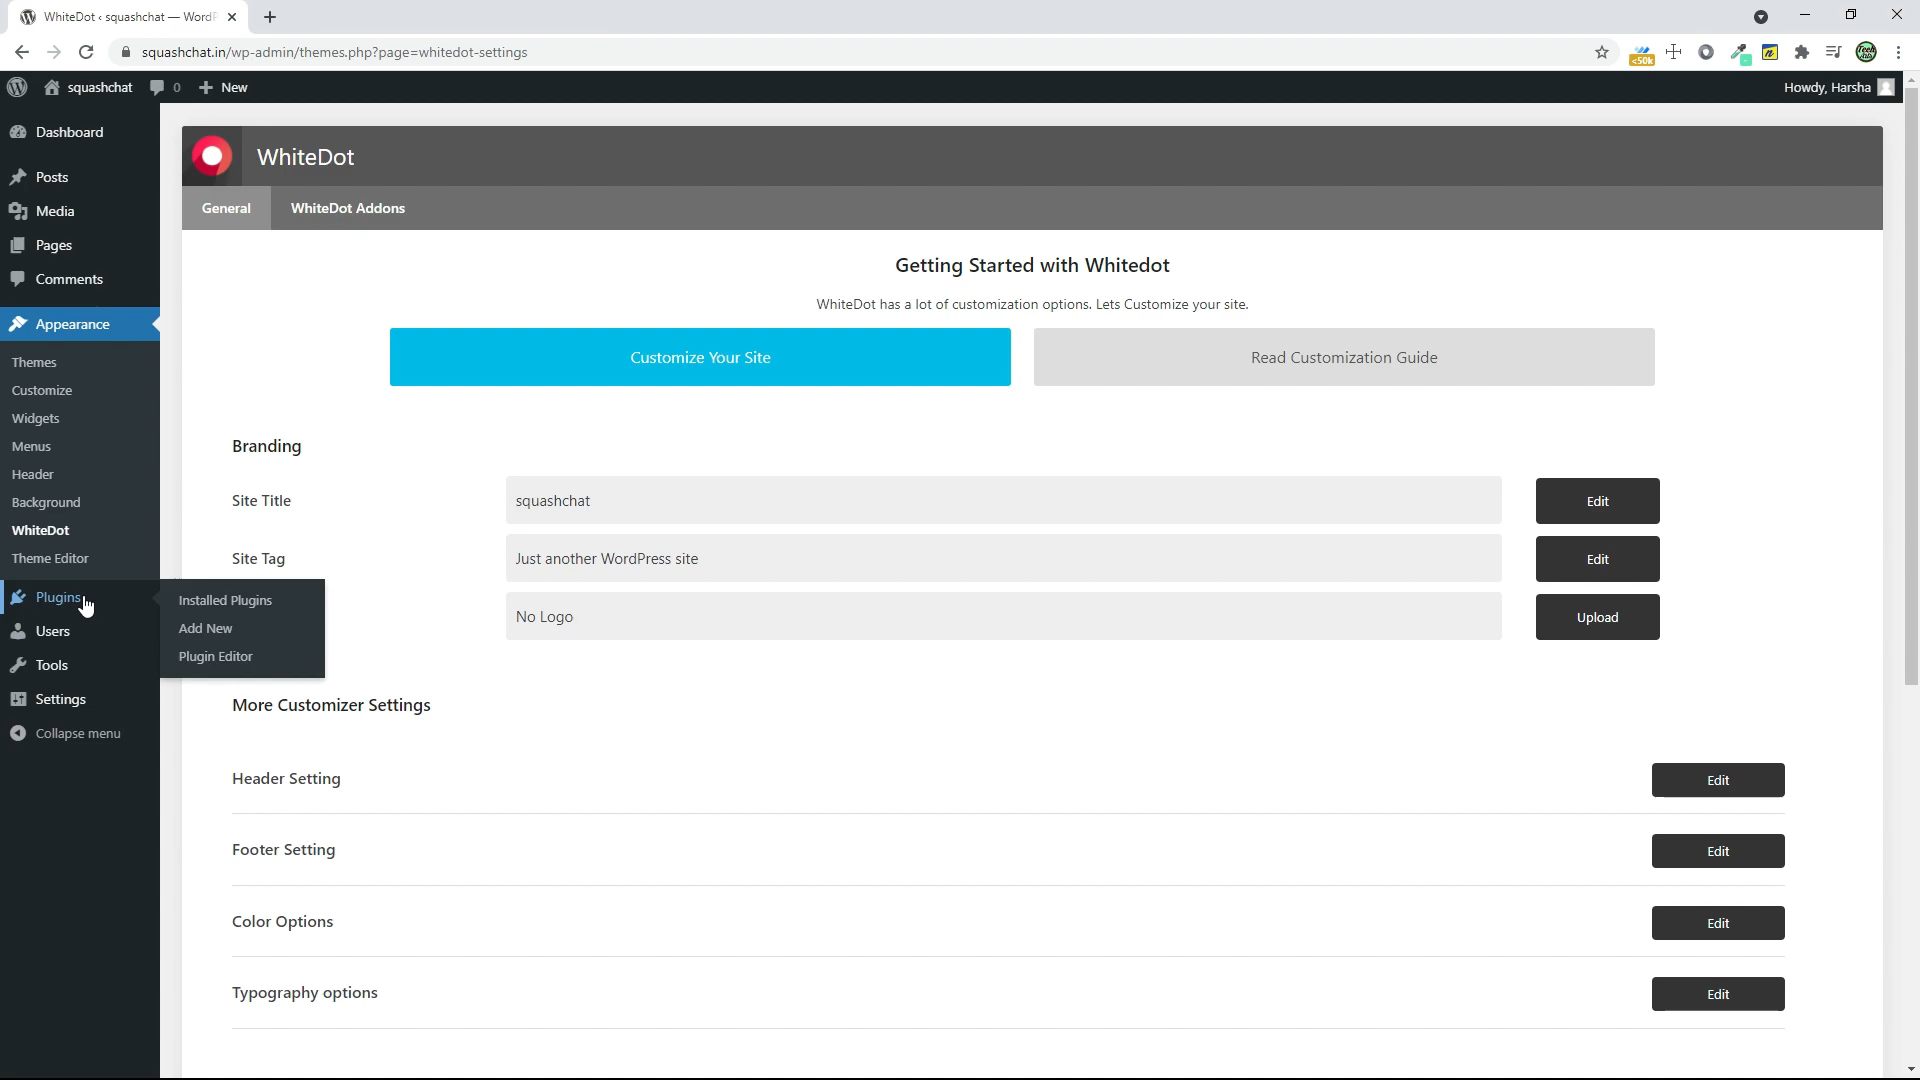 WhiteDot ‹ squashchat — WordP
squashchat.in/wp-admin/themes.php?page=whitedot-settings
<50k
n
squashchat
0
New
Howdy, Harsha
Dashboard
Posts
Media
Pages
Comments
Appearance
Themes
Customize
Widgets
Menus
Header
Background
WhiteDot
Theme Editor
Plugins
Users
Tools
Settings
Collapse menu
Installed Plugins
Add New
Plugin Editor
WhiteDot
General
WhiteDot Addons
Getting Started with Whitedot
WhiteDot has a lot of customization options. Lets Customize your site.
Customize Your Site
Read Customization Guide
Branding
Site Title
squashchat
Edit
Site Tag
Just another WordPress site
Edit
No Logo
Upload
More Customizer Settings
Header Setting
Edit
Footer Setting
Edit
Color Options
Edit
Typography options
Edit